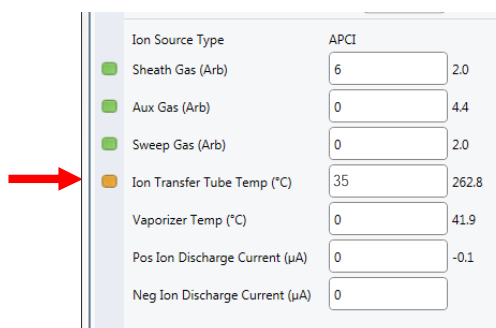 Ion Source Type APCI
Sheath Gas (Arb) 6 2.0
Aux Gas (Arb) 0 4.4
Sweep Gas (Arb) 0 2.0
Ion Transfer Tube Temp (°C) 35 262.8
Vaporizer Temp (°C) 0 41.9
Pos Ion Discharge Current (µA) 0 -0.1
Neg Ion Discharge Current (µA) 0